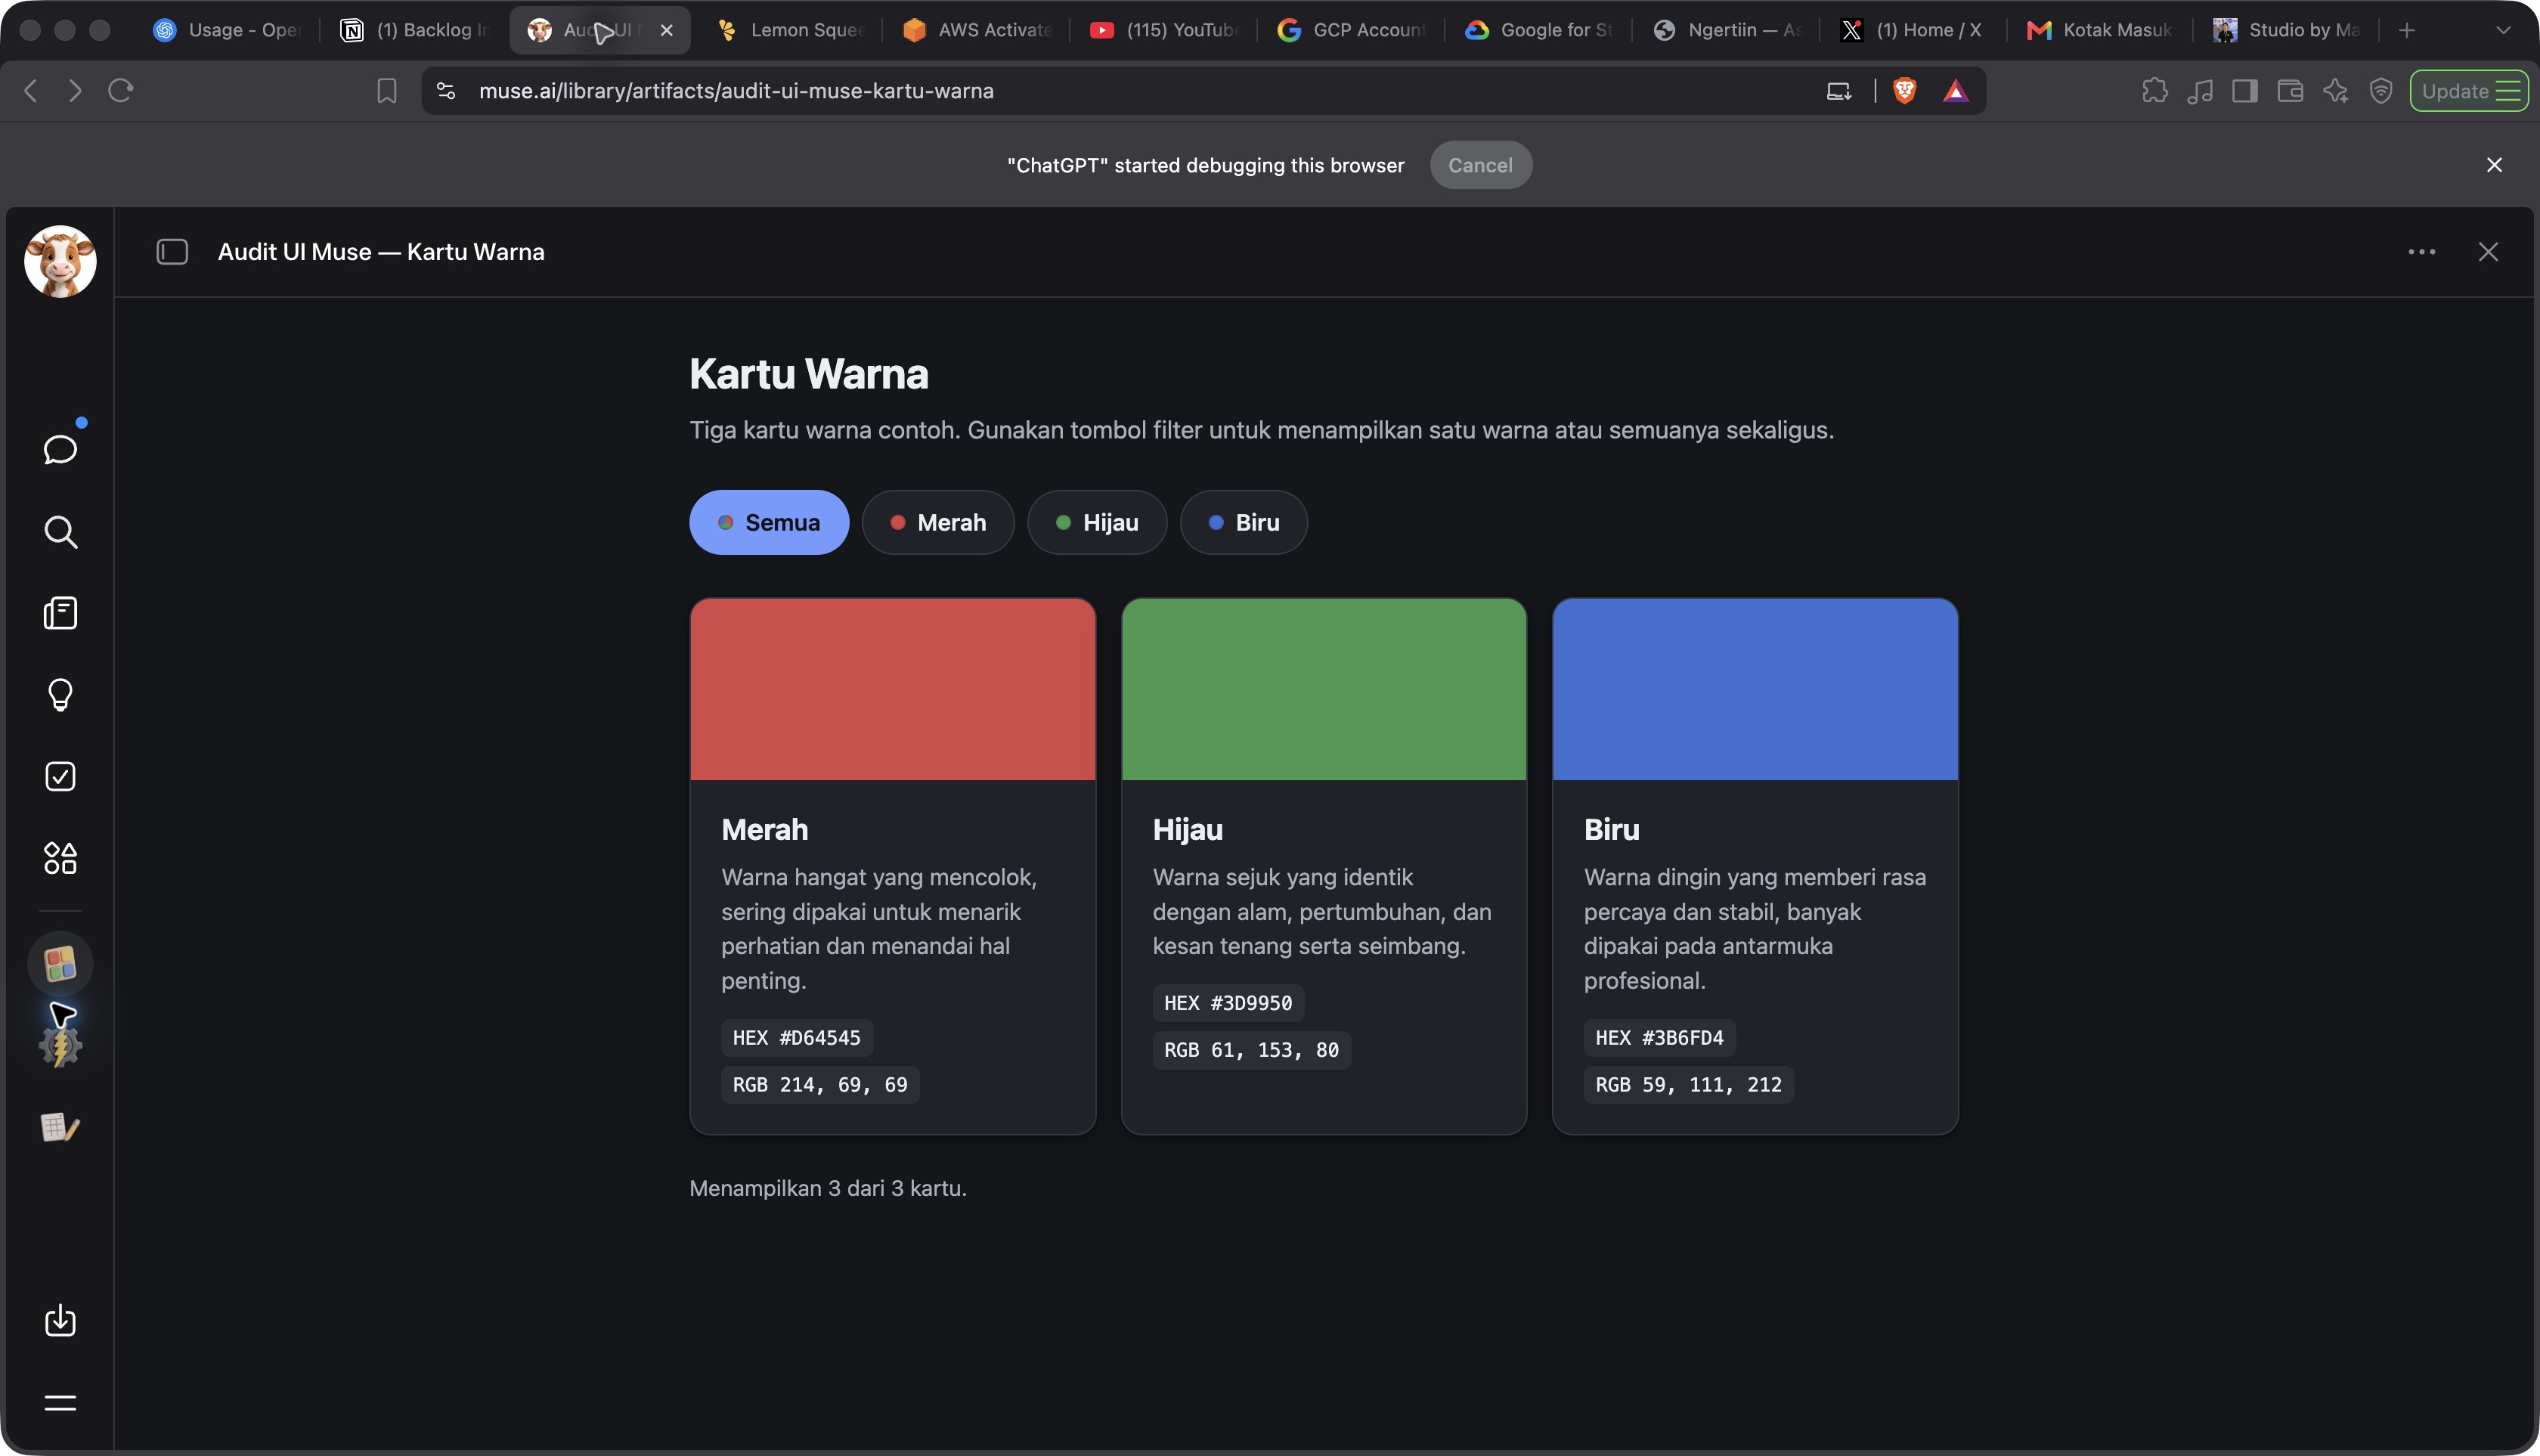 Usage - Oper
(1) Backlog In
Audit UI
Lemon Squee
AWS Activate
(115) YouTube
GCP Account
Google for St
Ngertiin — As
(1) Home / X
Kotak Masuk
Studio by Ma
muse.ai/library/artifacts/audit-ui-muse-kartu-warna
Update
"ChatGPT" started debugging this browser
Cancel
Audit UI Muse — Kartu Warna
Kartu Warna
Tiga kartu warna contoh. Gunakan tombol filter untuk menampilkan satu warna atau semuanya sekaligus.
Semua
Merah
Hijau
Biru
Merah
Warna hangat yang mencolok,
sering dipakai untuk menarik
perhatian dan menandai hal
penting.
HEX #D64545
RGB 214, 69, 69
Hijau
Warna sejuk yang identik
dengan alam, pertumbuhan, dan
kesan tenang serta seimbang.
HEX #3D9950
RGB 61, 153, 80
Biru
Warna dingin yang memberi rasa
percaya dan stabil, banyak
dipakai pada antarmuka
profesional.
HEX #3B6FD4
RGB 59, 111, 212
Menampilkan 3 dari 3 kartu.